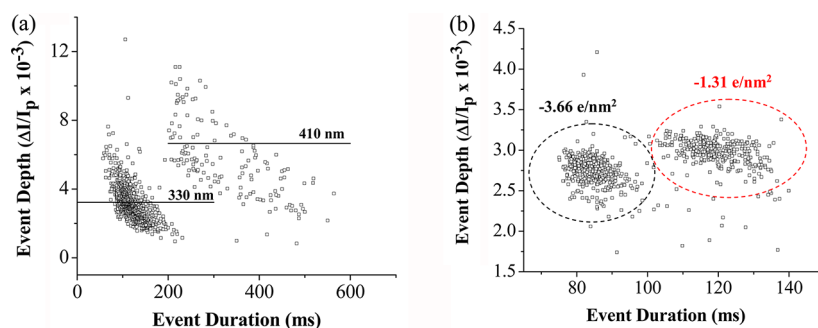 (a)
Event Depth (ΔI/Iₚ x 10⁻³)
12
8
4
0
410 nm
330 nm
0 200 400 600
Event Duration (ms)
(b)
Event Depth (ΔI/Iₚ x 10⁻³)
4.5
4.0
3.5
3.0
2.5
2.0
1.5
-3.66 e/nm²
-1.31 e/nm²
80 100 120 140
Event Duration (ms)